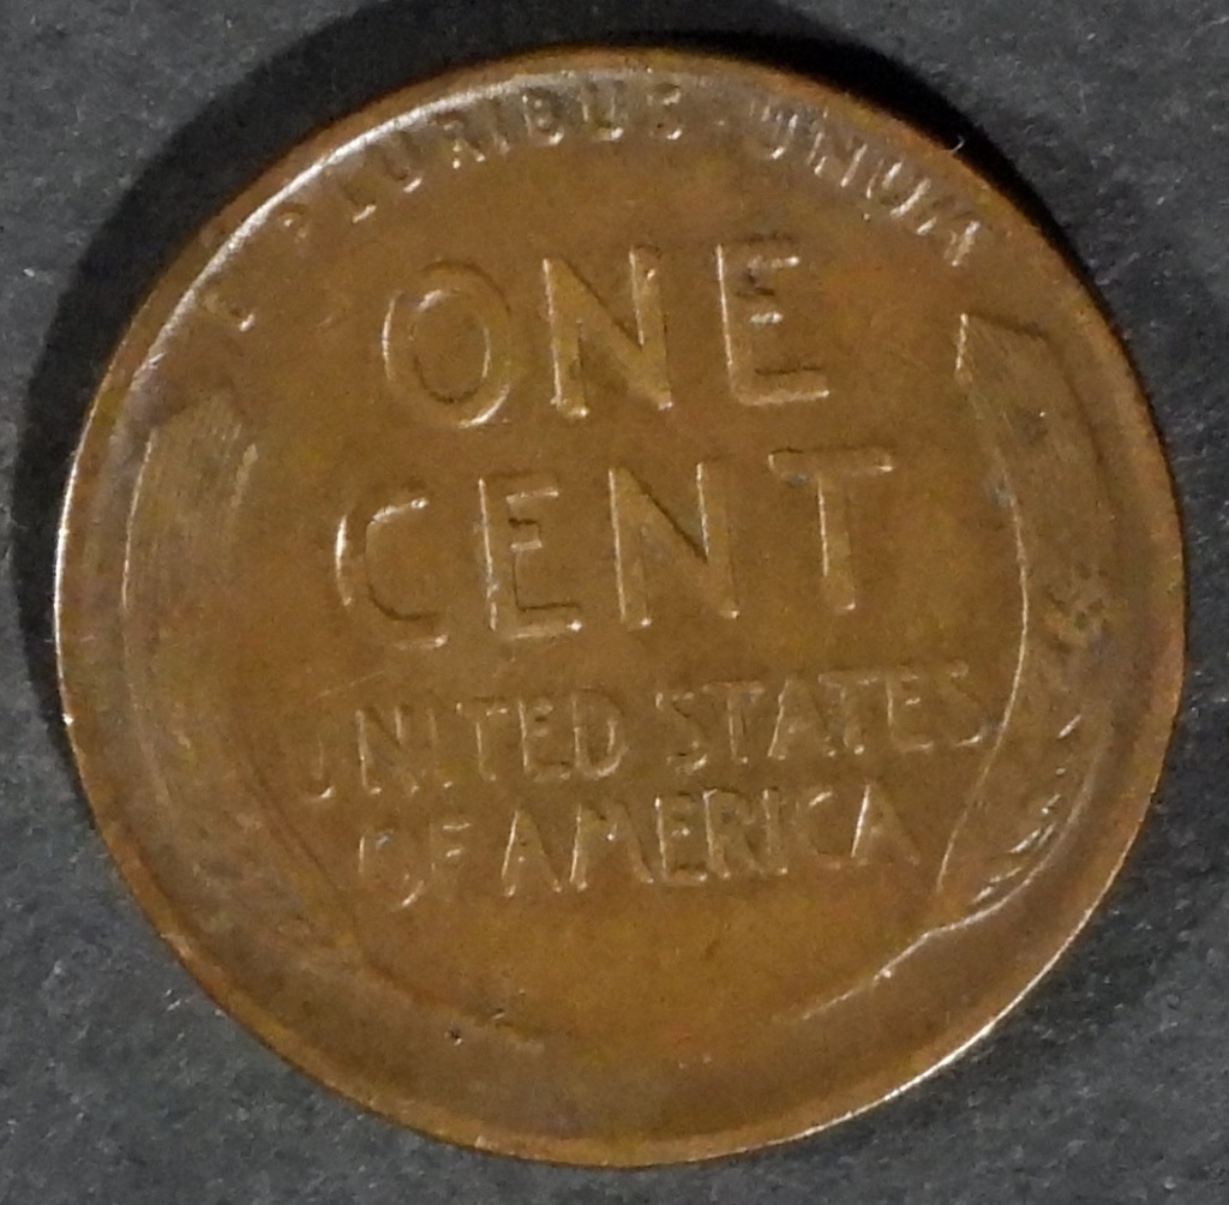 E PLURIBUS UNUM
ONE
CENT
UNITED STATES
OF AMERICA